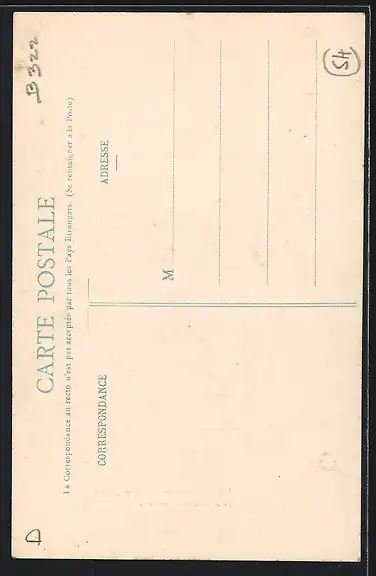 B322
CARTE POSTALE
La Correspondance au recto n'est pas acceptée par tous les Pays Etrangers. (Se renseigner à la Poste)
CORRESPONDANCE
ADRESSE
M
D